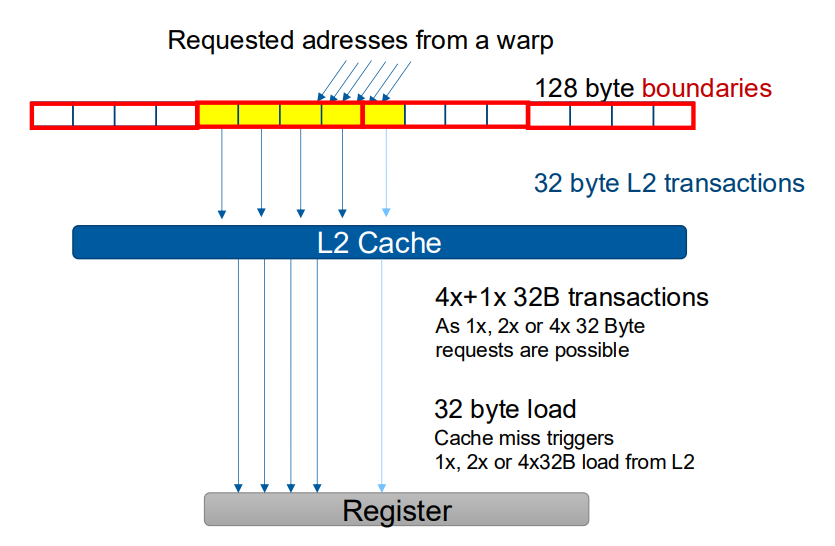 Requested adresses from a warp
128 byte boundaries
32 byte L2 transactions
L2 Cache
4x+1x 32B transactions
As 1x, 2x or 4x 32 Byte
requests are possible
32 byte load
Cache miss triggers
1x, 2x or 4x32B load from L2
Register